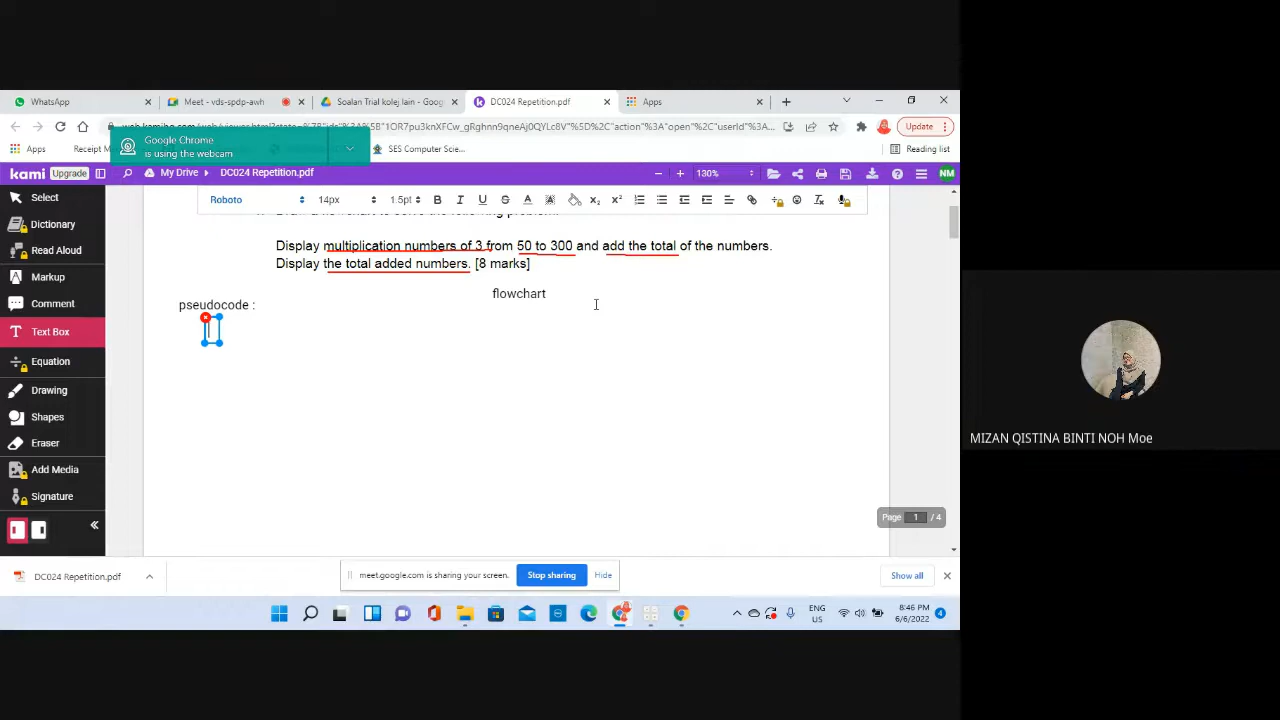 WhatsApp
Meet - vds-spdp-awh
Soalan Trial kolej lain - Goog
DC024 Repetition.pdf
Apps
Update
Google Chrome
is using the webcam
Apps
Receipt M
SES Computer Scie...
Reading list
kami Upgrade
My Drive
DC024 Repetition.pdf
130%
NM
Select
Roboto
14px
1.5pt
Dictionary
Read Aloud
Display multiplication numbers of 3 from 50 to 300 and add the total of the numbers.
Display the total added numbers. [8 marks]
Markup
Comment
flowchart
pseudocode :
Text Box
Equation
Drawing
Shapes
Eraser
Add Media
Signature
Page 1 / 4
MIZAN QISTINA BINTI NOH Moe
DC024 Repetition.pdf
meet.google.com is sharing your screen.
Stop sharing
Hide
Show all
ENG
US
8:46 PM
6/6/2022
4